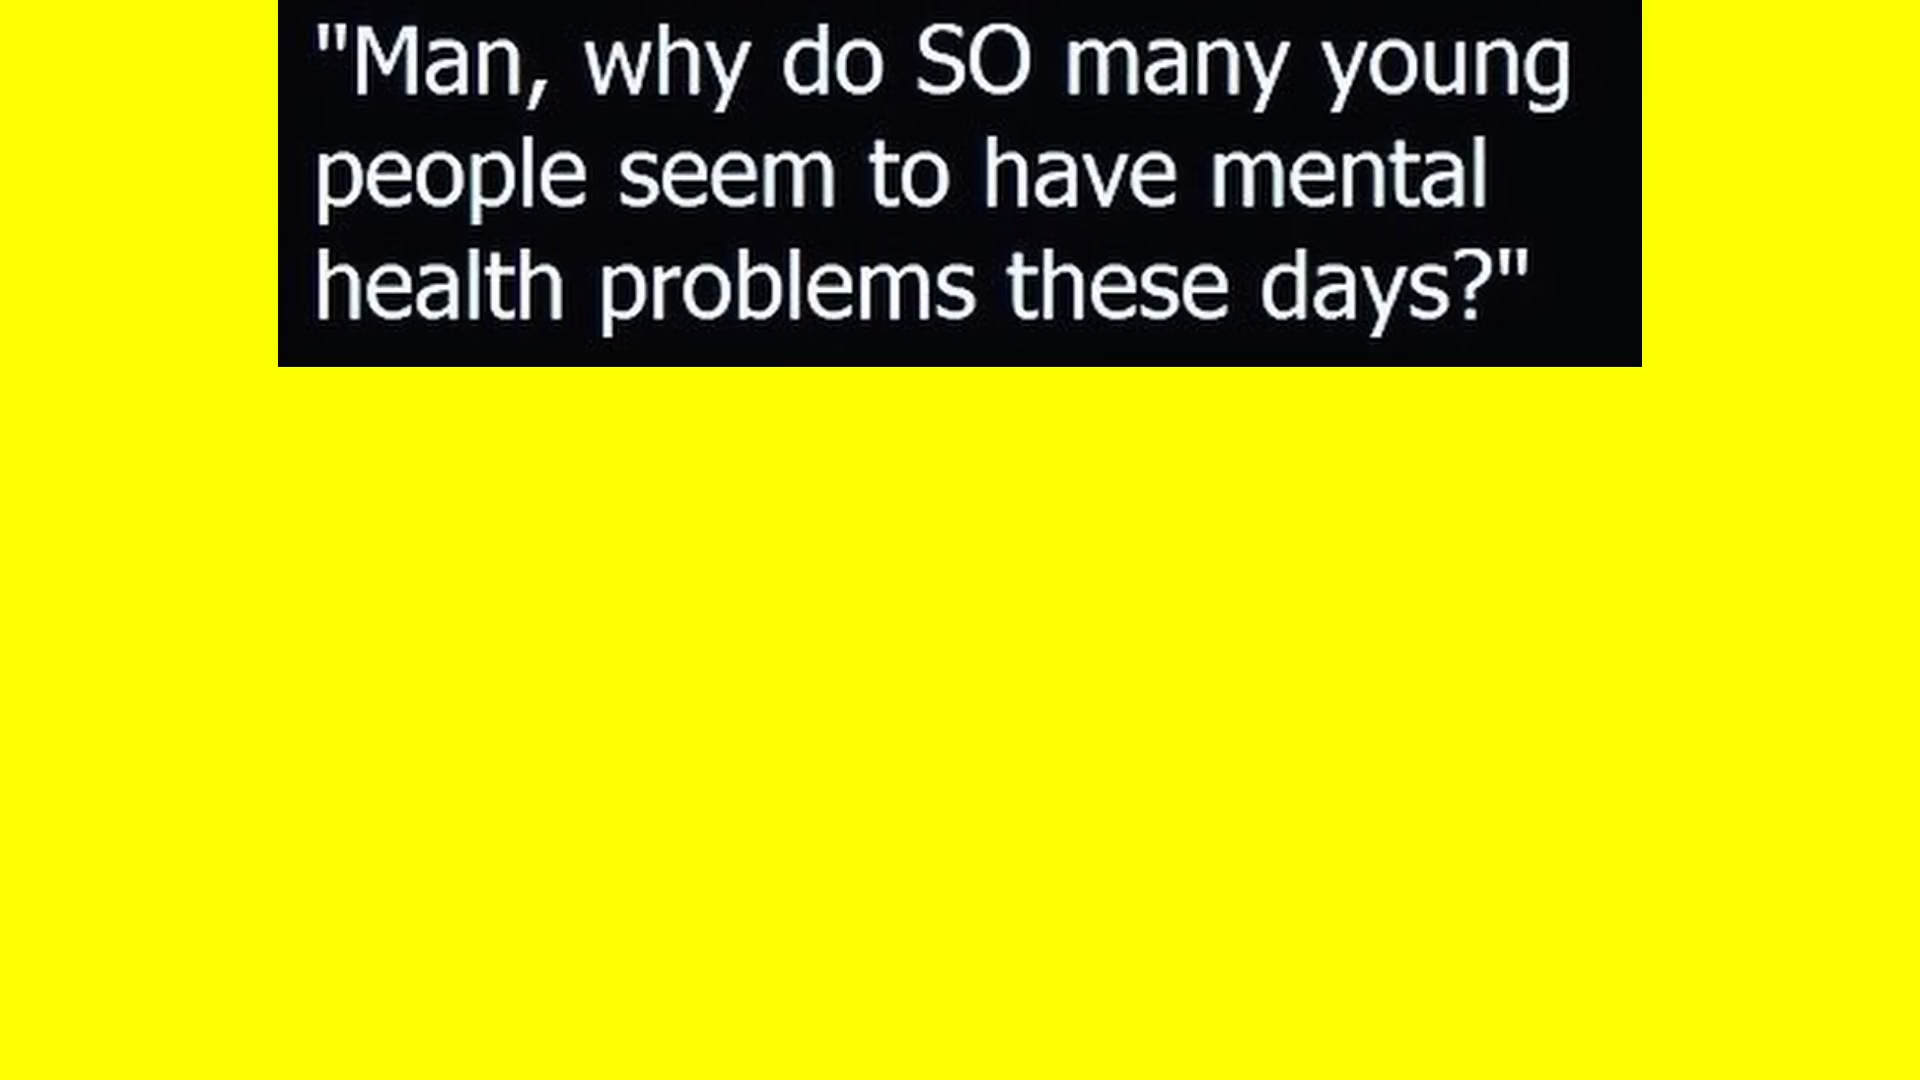 "Man, why do SO many young
people seem to have mental
health problems these days?"